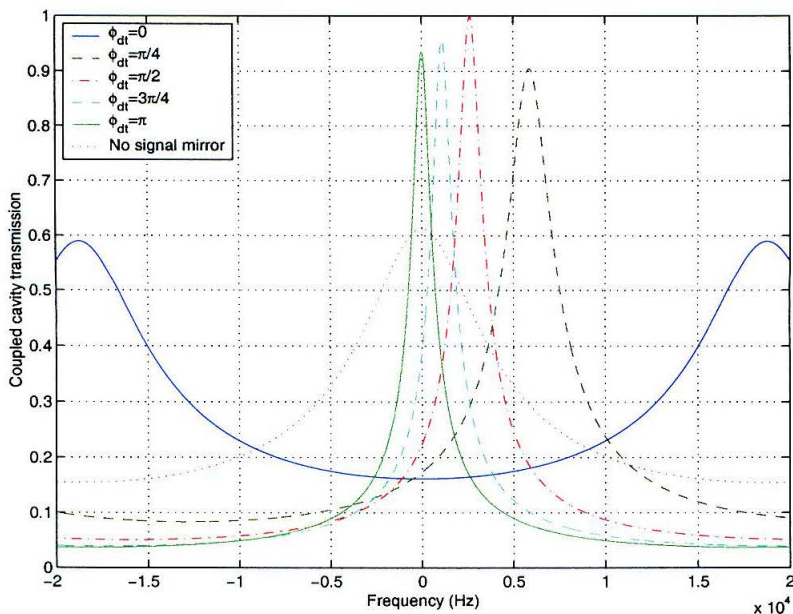 1
0.9
0.8
0.7
0.6
0.5
0.4
0.3
0.2
0.1
0
Coupled cavity transmission
ϕdt=0
ϕdt=π/4
ϕdt=π/2
ϕdt=3π/4
ϕdt=π
No signal mirror
−2 −1.5 −1 −0.5 0 0.5 1 1.5 2
Frequency (Hz)
x 10⁴